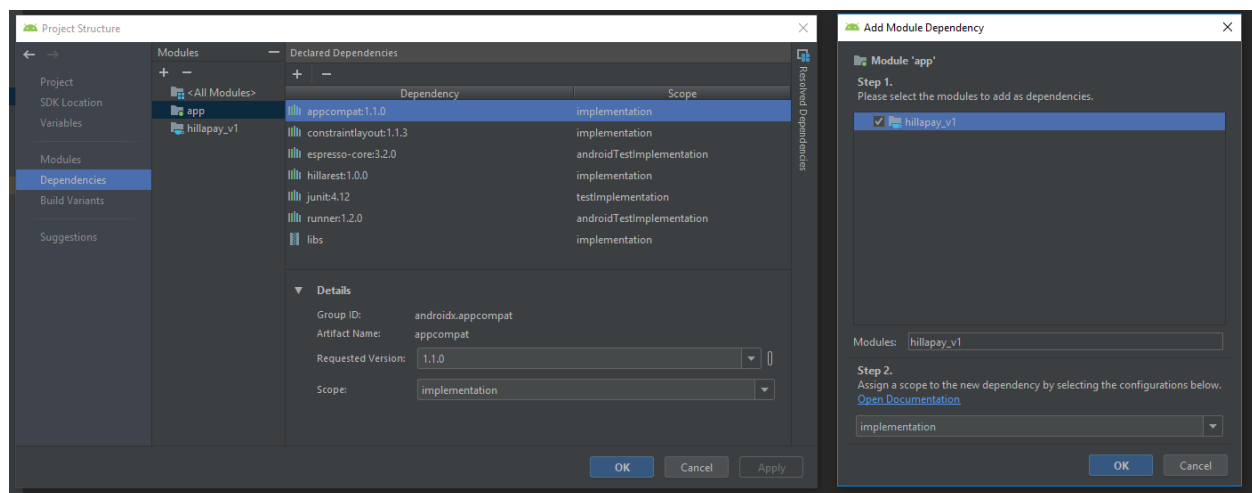 Project Structure
Project
SDK Location
Variables
Modules
Dependencies
Build Variants
Suggestions
Modules
<All Modules>
app
hillapay_v1
Declared Dependencies
Dependency Scope
appcompat:1.1.0 implementation
constraintlayout:1.1.3 implementation
espresso-core:3.2.0 androidTestImplementation
hillarest:1.0.0 implementation
junit:4.12 testImplementation
runner:1.2.0 androidTestImplementation
libs implementation
Details
Group ID: androidx.appcompat
Artifact Name: appcompat
Requested Version: 1.1.0
Scope: implementation
Resolved Dependencies
OK Cancel Apply
Add Module Dependency
Module 'app'
Step 1.
Please select the modules to add as dependencies.
hillapay_v1
Modules: hillapay_v1
Step 2.
Assign a scope to the new dependency by selecting the configurations below.
Open Documentation
implementation
OK Cancel